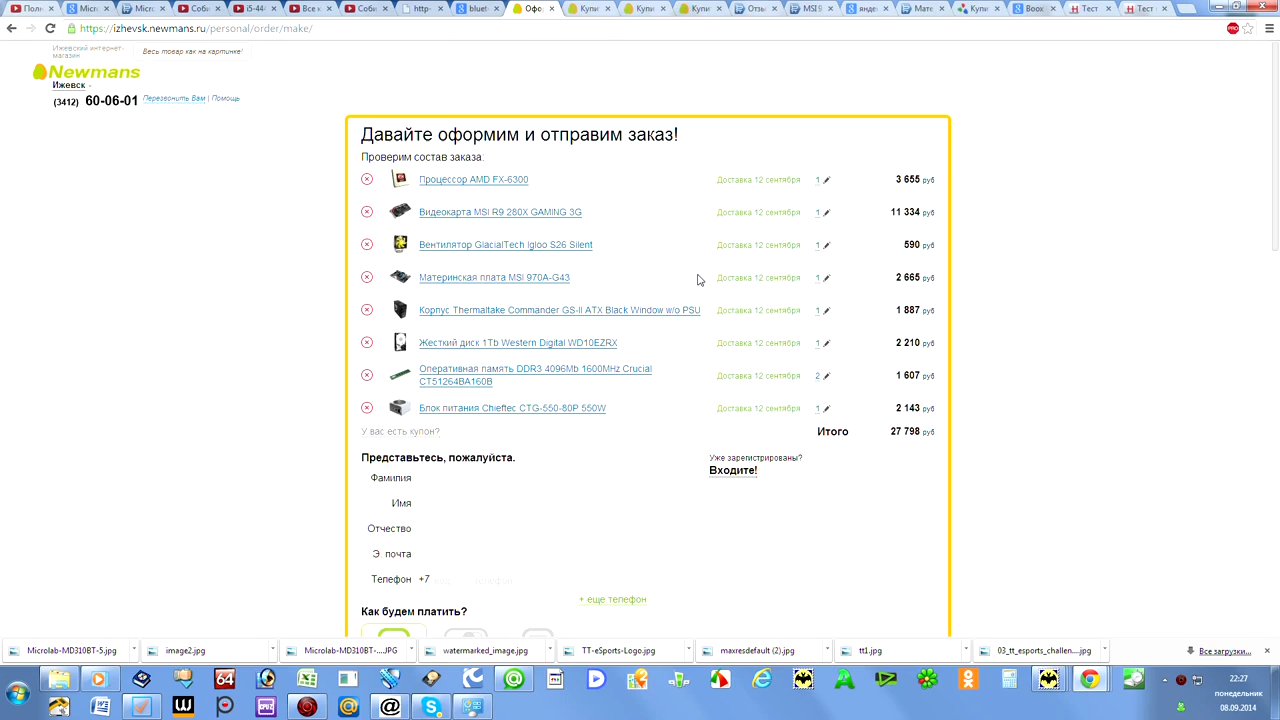 Ижевский интернет-
магазин
Весь товар как на картинке!
Newmans
Ижевск
(3412) 60-06-01 Перезвонить Вам | Помощь
https://izhevsk.newmans.ru/personal/order/make/
Давайте оформим и отправим заказ!
Проверим состав заказа:
Процессор AMD FX-6300 Доставка 12 сентября 1 3 655 руб
Видеокарта MSI R9 280X GAMING 3G Доставка 12 сентября 1 11 334 руб
Вентилятор GlacialTech Igloo S26 Silent Доставка 12 сентября 1 590 руб
Материнская плата MSI 970A-G43 Доставка 12 сентября 1 2 665 руб
Корпус Thermaltake Commander GS-II ATX Black Window w/o PSU Доставка 12 сентября 1 1 887 руб
Жесткий диск 1Tb Western Digital WD10EZRX Доставка 12 сентября 1 2 210 руб
Оперативная память DDR3 4096Mb 1600MHz Crucial
CT51264BA160B Доставка 12 сентября 2 1 607 руб
Блок питания Chieftec CTG-550-80P 550W Доставка 12 сентября 1 2 143 руб
У вас есть купон? Итого 27 798 руб
Представьтесь, пожалуйста.
Уже зарегистрированы?
Входите!
Фамилия
Имя
Отчество
Э. почта
Телефон +7
+ еще телефон
Как будем платить?
Microlab-MD310BT-5.jpg image2.jpg Microlab-MD310BT-....JPG watermarked_image.jpg TT-eSports-Logo.jpg maxresdefault (2).jpg tt1.jpg 03_tt_esports_challen....jpg Все загрузки...
22:27
понедельник
08.09.2014